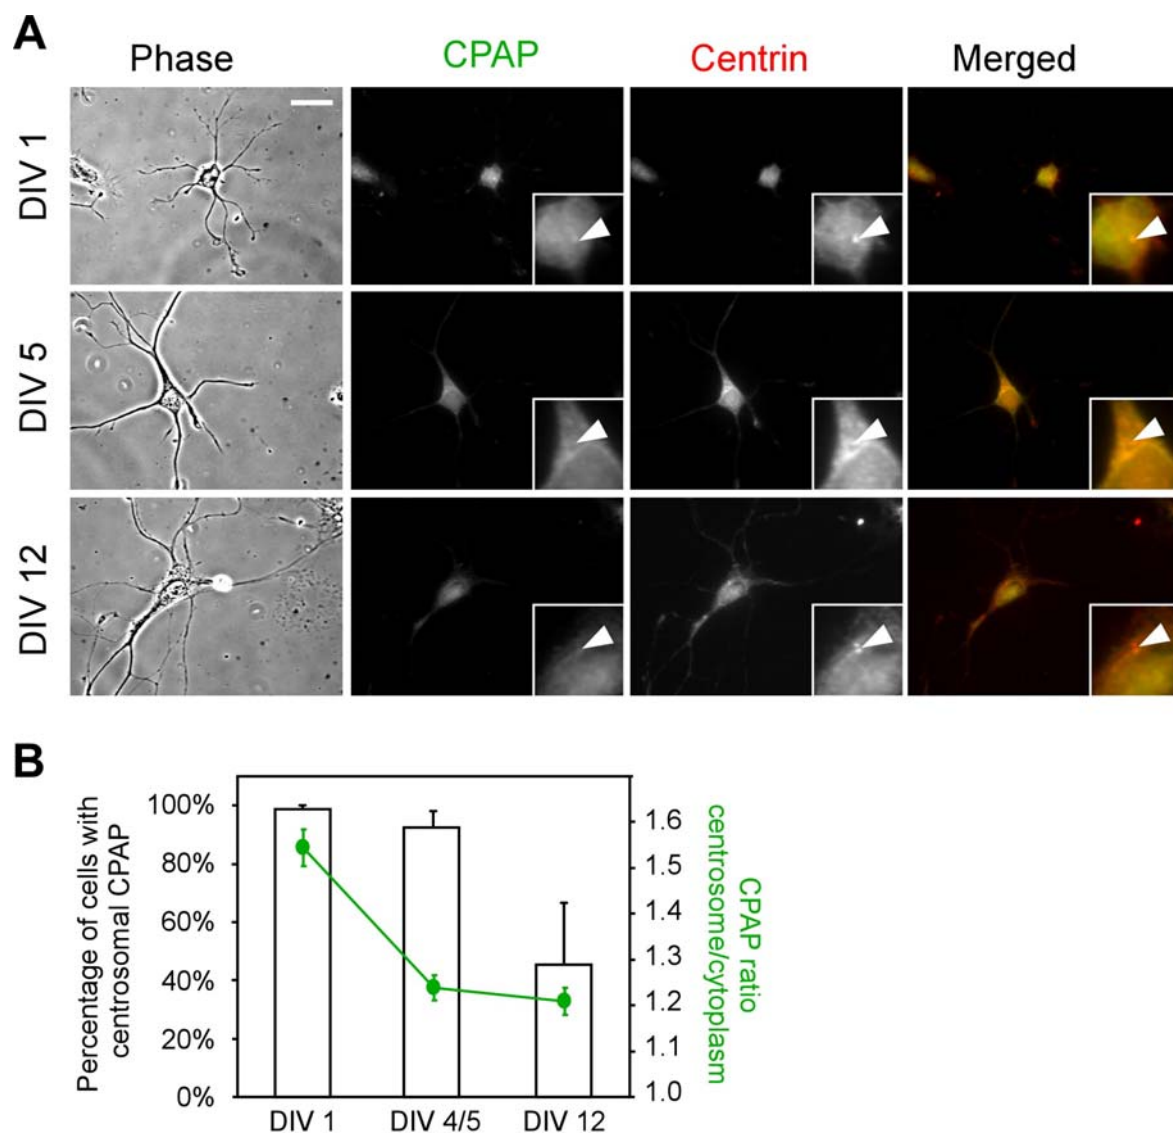 A
Phase CPAP Centrin Merged
DIV 1
DIV 5
DIV 12
B
Percentage of cells with
centrosomal CPAP
100%
80%
60%
40%
20%
0%
1.6
1.5
1.4
1.3
1.2
1.1
1.0
CPAP ratio
centrosome/cytoplasm
DIV 1 DIV 4/5 DIV 12